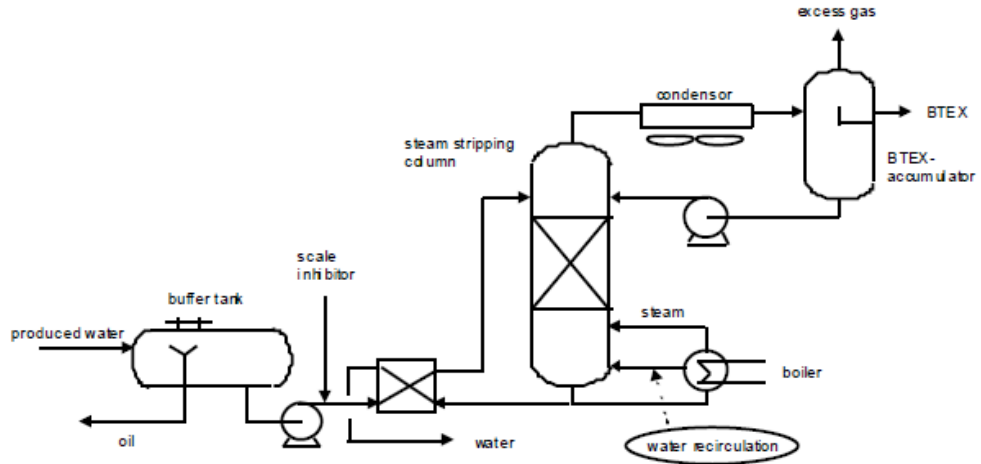 excess gas
condensor
BTEX
steam stripping
column
BTEX-
accumulator
scale
inhibitor
buffer tank
steam
produced water
boiler
oil
water
water recirculation